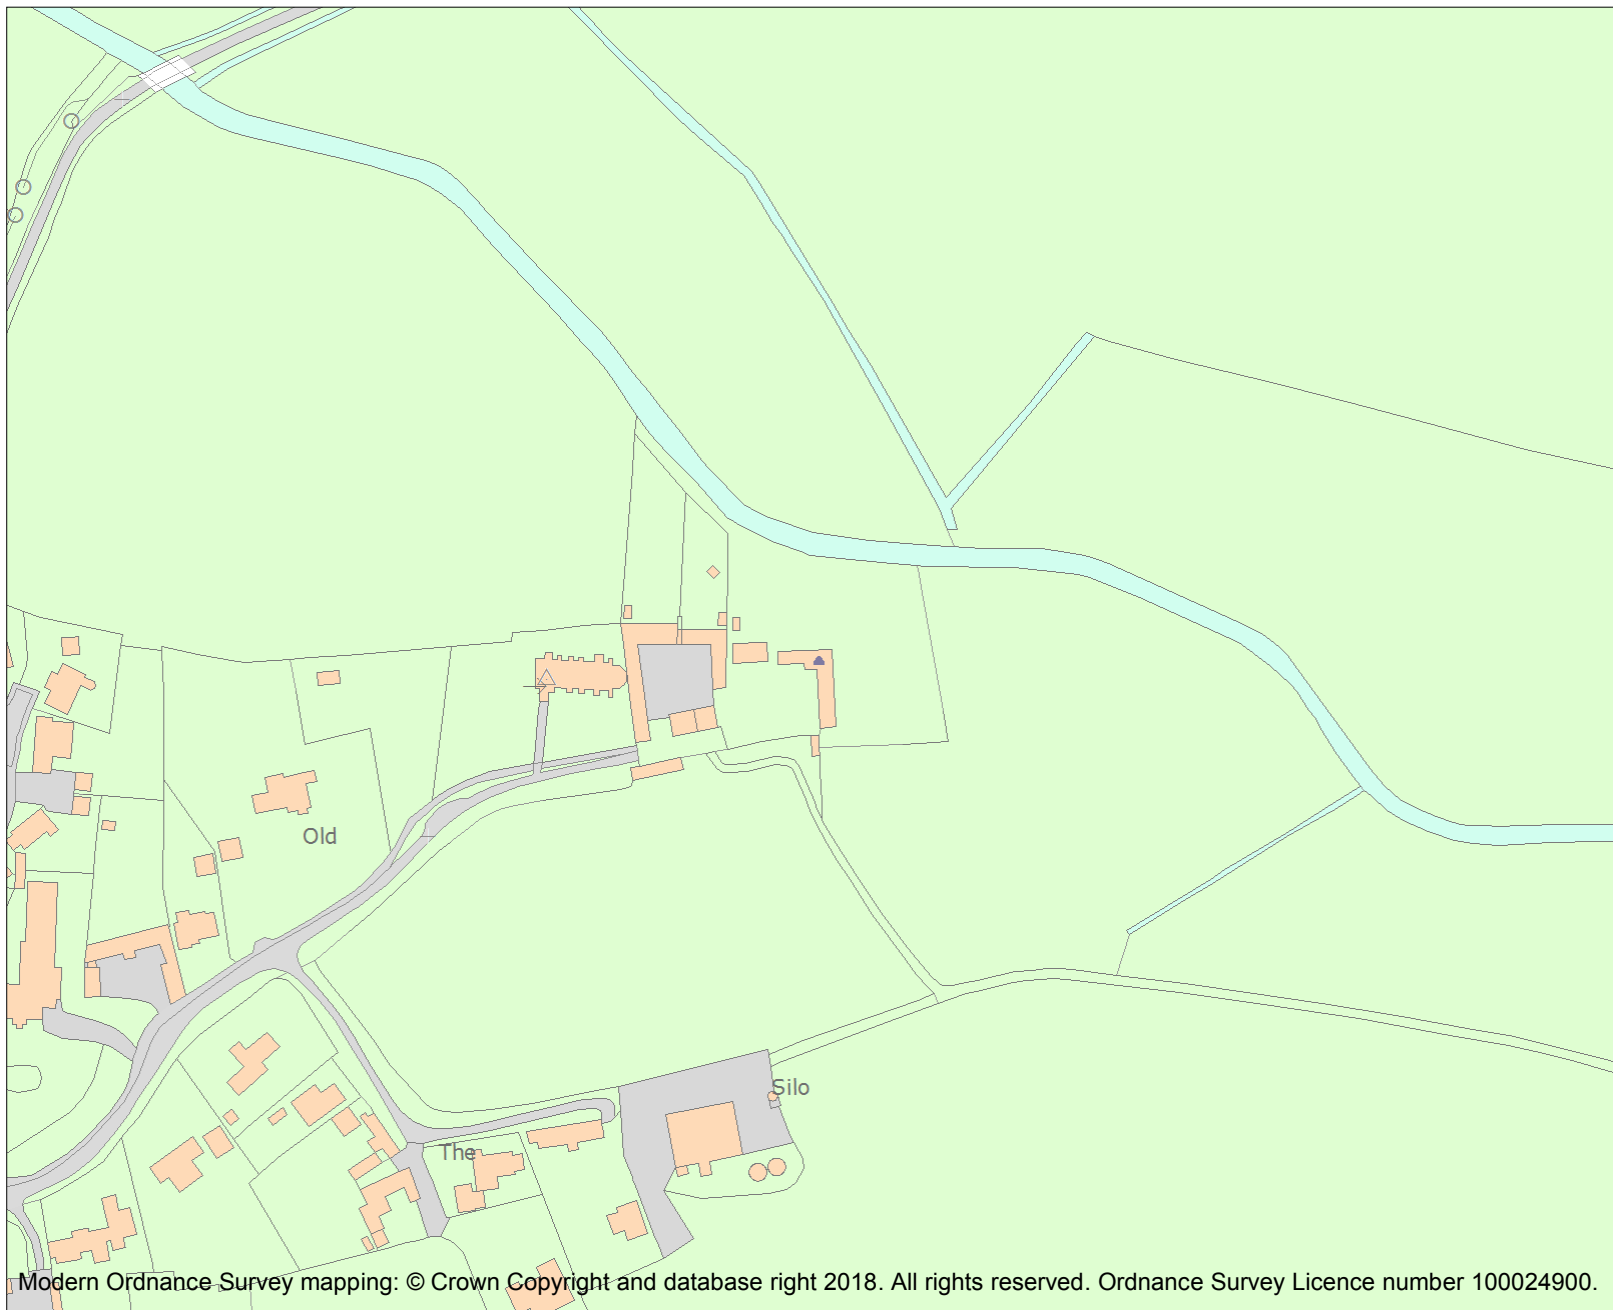 Old
Silo
The
Modern Ordnance Survey mapping: © Crown Copyright and database right 2018. All rights reserved. Ordnance Survey Licence number 100024900.